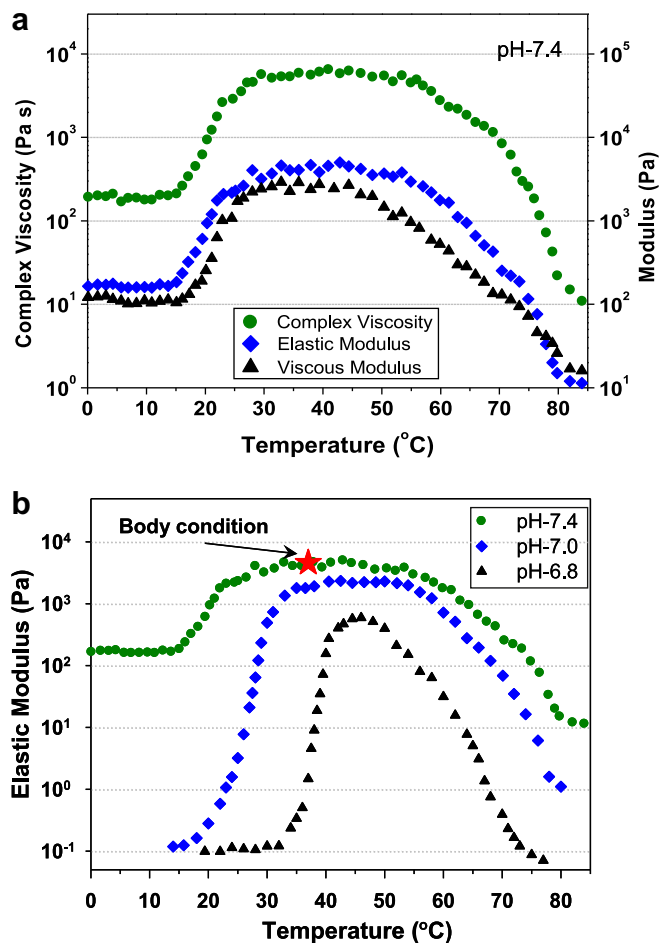 a
pH-7.4
Complex Viscosity (Pa s)
10⁴
10³
10²
10¹
10⁰
Modulus (Pa)
10⁵
10⁴
10³
10²
10¹
Complex Viscosity
Elastic Modulus
Viscous Modulus
0 10 20 30 40 50 60 70 80
Temperature (°C)
b
Body condition
pH-7.4
pH-7.0
pH-6.8
Elastic Modulus (Pa)
10⁴
10³
10²
10¹
10⁰
10⁻¹
0 10 20 30 40 50 60 70 80
Temperature (ºC)